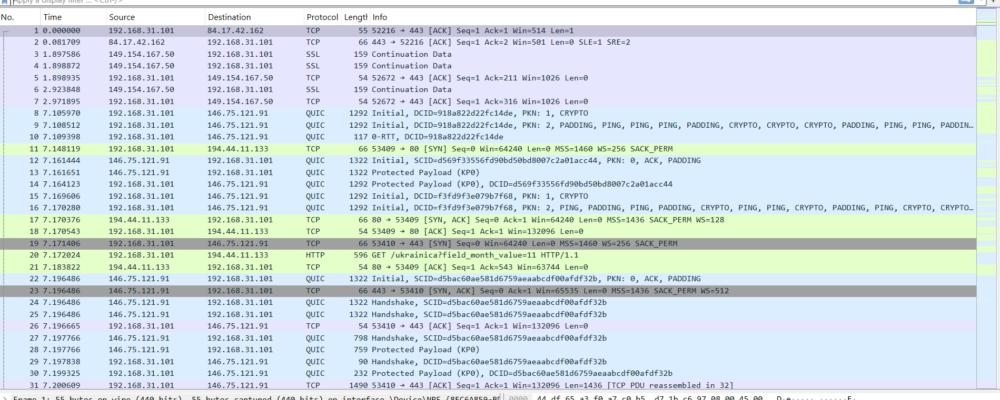 Apply a display filter ... <Ctrl-/>
No. Time Source Destination Protocol Length Info
1 0.000000 192.168.31.101 84.17.42.162 TCP 55 52216 → 443 [ACK] Seq=1 Ack=1 Win=514 Len=1
2 0.081709 84.17.42.162 192.168.31.101 TCP 66 443 → 52216 [ACK] Seq=1 Ack=2 Win=501 Len=0 SLE=1 SRE=2
3 1.897586 149.154.167.50 192.168.31.101 SSL 159 Continuation Data
4 1.898872 149.154.167.50 192.168.31.101 SSL 159 Continuation Data
5 1.898935 192.168.31.101 149.154.167.50 TCP 54 52672 → 443 [ACK] Seq=1 Ack=211 Win=1026 Len=0
6 2.923848 149.154.167.50 192.168.31.101 SSL 159 Continuation Data
7 2.971895 192.168.31.101 149.154.167.50 TCP 54 52672 → 443 [ACK] Seq=1 Ack=316 Win=1026 Len=0
8 7.105970 192.168.31.101 146.75.121.91 QUIC 1292 Initial, DCID=918a822d22fc14de, PKN: 1, CRYPTO
9 7.108512 192.168.31.101 146.75.121.91 QUIC 1292 Initial, DCID=918a822d22fc14de, PKN: 2, PADDING, PING, PING, PING, PADDING, CRYPTO, CRYPTO, CRYPTO, PADDING, PING, PING, PADDIN…
10 7.109398 192.168.31.101 146.75.121.91 QUIC 117 0-RTT, DCID=918a822d22fc14de
11 7.148119 192.168.31.101 194.44.11.133 TCP 66 53409 → 80 [SYN] Seq=0 Win=64240 Len=0 MSS=1460 WS=256 SACK_PERM
12 7.161444 146.75.121.91 192.168.31.101 QUIC 1322 Initial, SCID=d569f33556fd90bd50bd8007c2a01acc44, PKN: 0, ACK, PADDING
13 7.161651 146.75.121.91 192.168.31.101 QUIC 1322 Protected Payload (KP0)
14 7.164123 192.168.31.101 146.75.121.91 QUIC 1292 Protected Payload (KP0), DCID=d569f33556fd90bd50bd8007c2a01acc44
15 7.169606 192.168.31.101 146.75.121.91 QUIC 1292 Initial, DCID=f3fd9f3e079b7f68, PKN: 1, CRYPTO
16 7.170280 192.168.31.101 146.75.121.91 QUIC 1292 Initial, DCID=f3fd9f3e079b7f68, PKN: 2, PING, PADDING, PING, PADDING, CRYPTO, PING, PING, CRYPTO, PADDING, PING, CRYPTO, CRYPTO…
17 7.170376 194.44.11.133 192.168.31.101 TCP 66 80 → 53409 [SYN, ACK] Seq=0 Ack=1 Win=64240 Len=0 MSS=1436 SACK_PERM WS=128
18 7.170543 192.168.31.101 194.44.11.133 TCP 54 53409 → 80 [ACK] Seq=1 Ack=1 Win=132096 Len=0
19 7.171406 192.168.31.101 146.75.121.91 TCP 66 53410 → 443 [SYN] Seq=0 Win=64240 Len=0 MSS=1460 WS=256 SACK_PERM
20 7.172024 192.168.31.101 194.44.11.133 HTTP 596 GET /ukrainica?field_month_value=11 HTTP/1.1
21 7.183822 194.44.11.133 192.168.31.101 TCP 54 80 → 53409 [ACK] Seq=1 Ack=543 Win=63744 Len=0
22 7.196486 146.75.121.91 192.168.31.101 QUIC 1322 Initial, SCID=d5bac60ae581d6759aeaabcdf00afdf32b, PKN: 0, ACK, PADDING
23 7.196486 146.75.121.91 192.168.31.101 TCP 66 443 → 53410 [SYN, ACK] Seq=0 Ack=1 Win=65535 Len=0 MSS=1436 SACK_PERM WS=512
24 7.196486 146.75.121.91 192.168.31.101 QUIC 1322 Handshake, SCID=d5bac60ae581d6759aeaabcdf00afdf32b
25 7.196486 146.75.121.91 192.168.31.101 QUIC 1322 Handshake, SCID=d5bac60ae581d6759aeaabcdf00afdf32b
26 7.196665 192.168.31.101 146.75.121.91 TCP 54 53410 → 443 [ACK] Seq=1 Ack=1 Win=132096 Len=0
27 7.197766 146.75.121.91 192.168.31.101 QUIC 798 Handshake, SCID=d5bac60ae581d6759aeaabcdf00afdf32b
28 7.197766 146.75.121.91 192.168.31.101 QUIC 759 Protected Payload (KP0)
29 7.197838 192.168.31.101 146.75.121.91 QUIC 90 Handshake, DCID=d5bac60ae581d6759aeaabcdf00afdf32b
30 7.199325 192.168.31.101 146.75.121.91 QUIC 232 Protected Payload (KP0), DCID=d5bac60ae581d6759aeaabcdf00afdf32b
31 7.200609 192.168.31.101 146.75.121.91 TCP 1490 53410 → 443 [ACK] Seq=1 Ack=1 Win=132096 Len=1436 [TCP PDU reassembled in 32]
Frame 1: 55 bytes on wire (440 bits), 55 bytes captured (440 bits) on interface 0000 44 df 65 a3 f0 a7 c0 b5 d7 1b c6 97 08 00 45 00